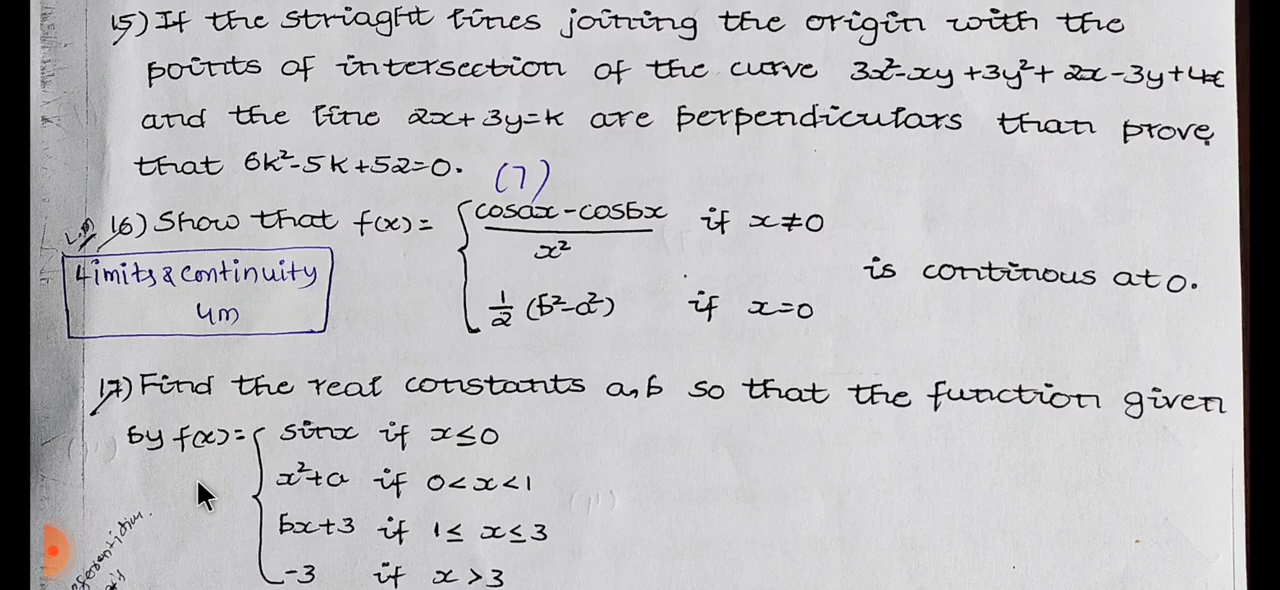 15) If the striaght lines joining the origin with the
points of intersection of the curve 3x²-xy+3y²+2x-3y+4x
and the line 2x+3y=k are perpendiculars than prove
that 6k²-5k+52=0. (7)
16) Show that f(x)= { cosax-cosbx / x² if x≠0
is continous at 0.
Limits & continuity
4m
1/2 (b²-a²) if x=0
17) Find the real constants a,b so that the function given
by f(x)= { sinx if x≤0
x²+a if 0<x<1
bx+3 if 1≤ x≤3
-3 if x>3